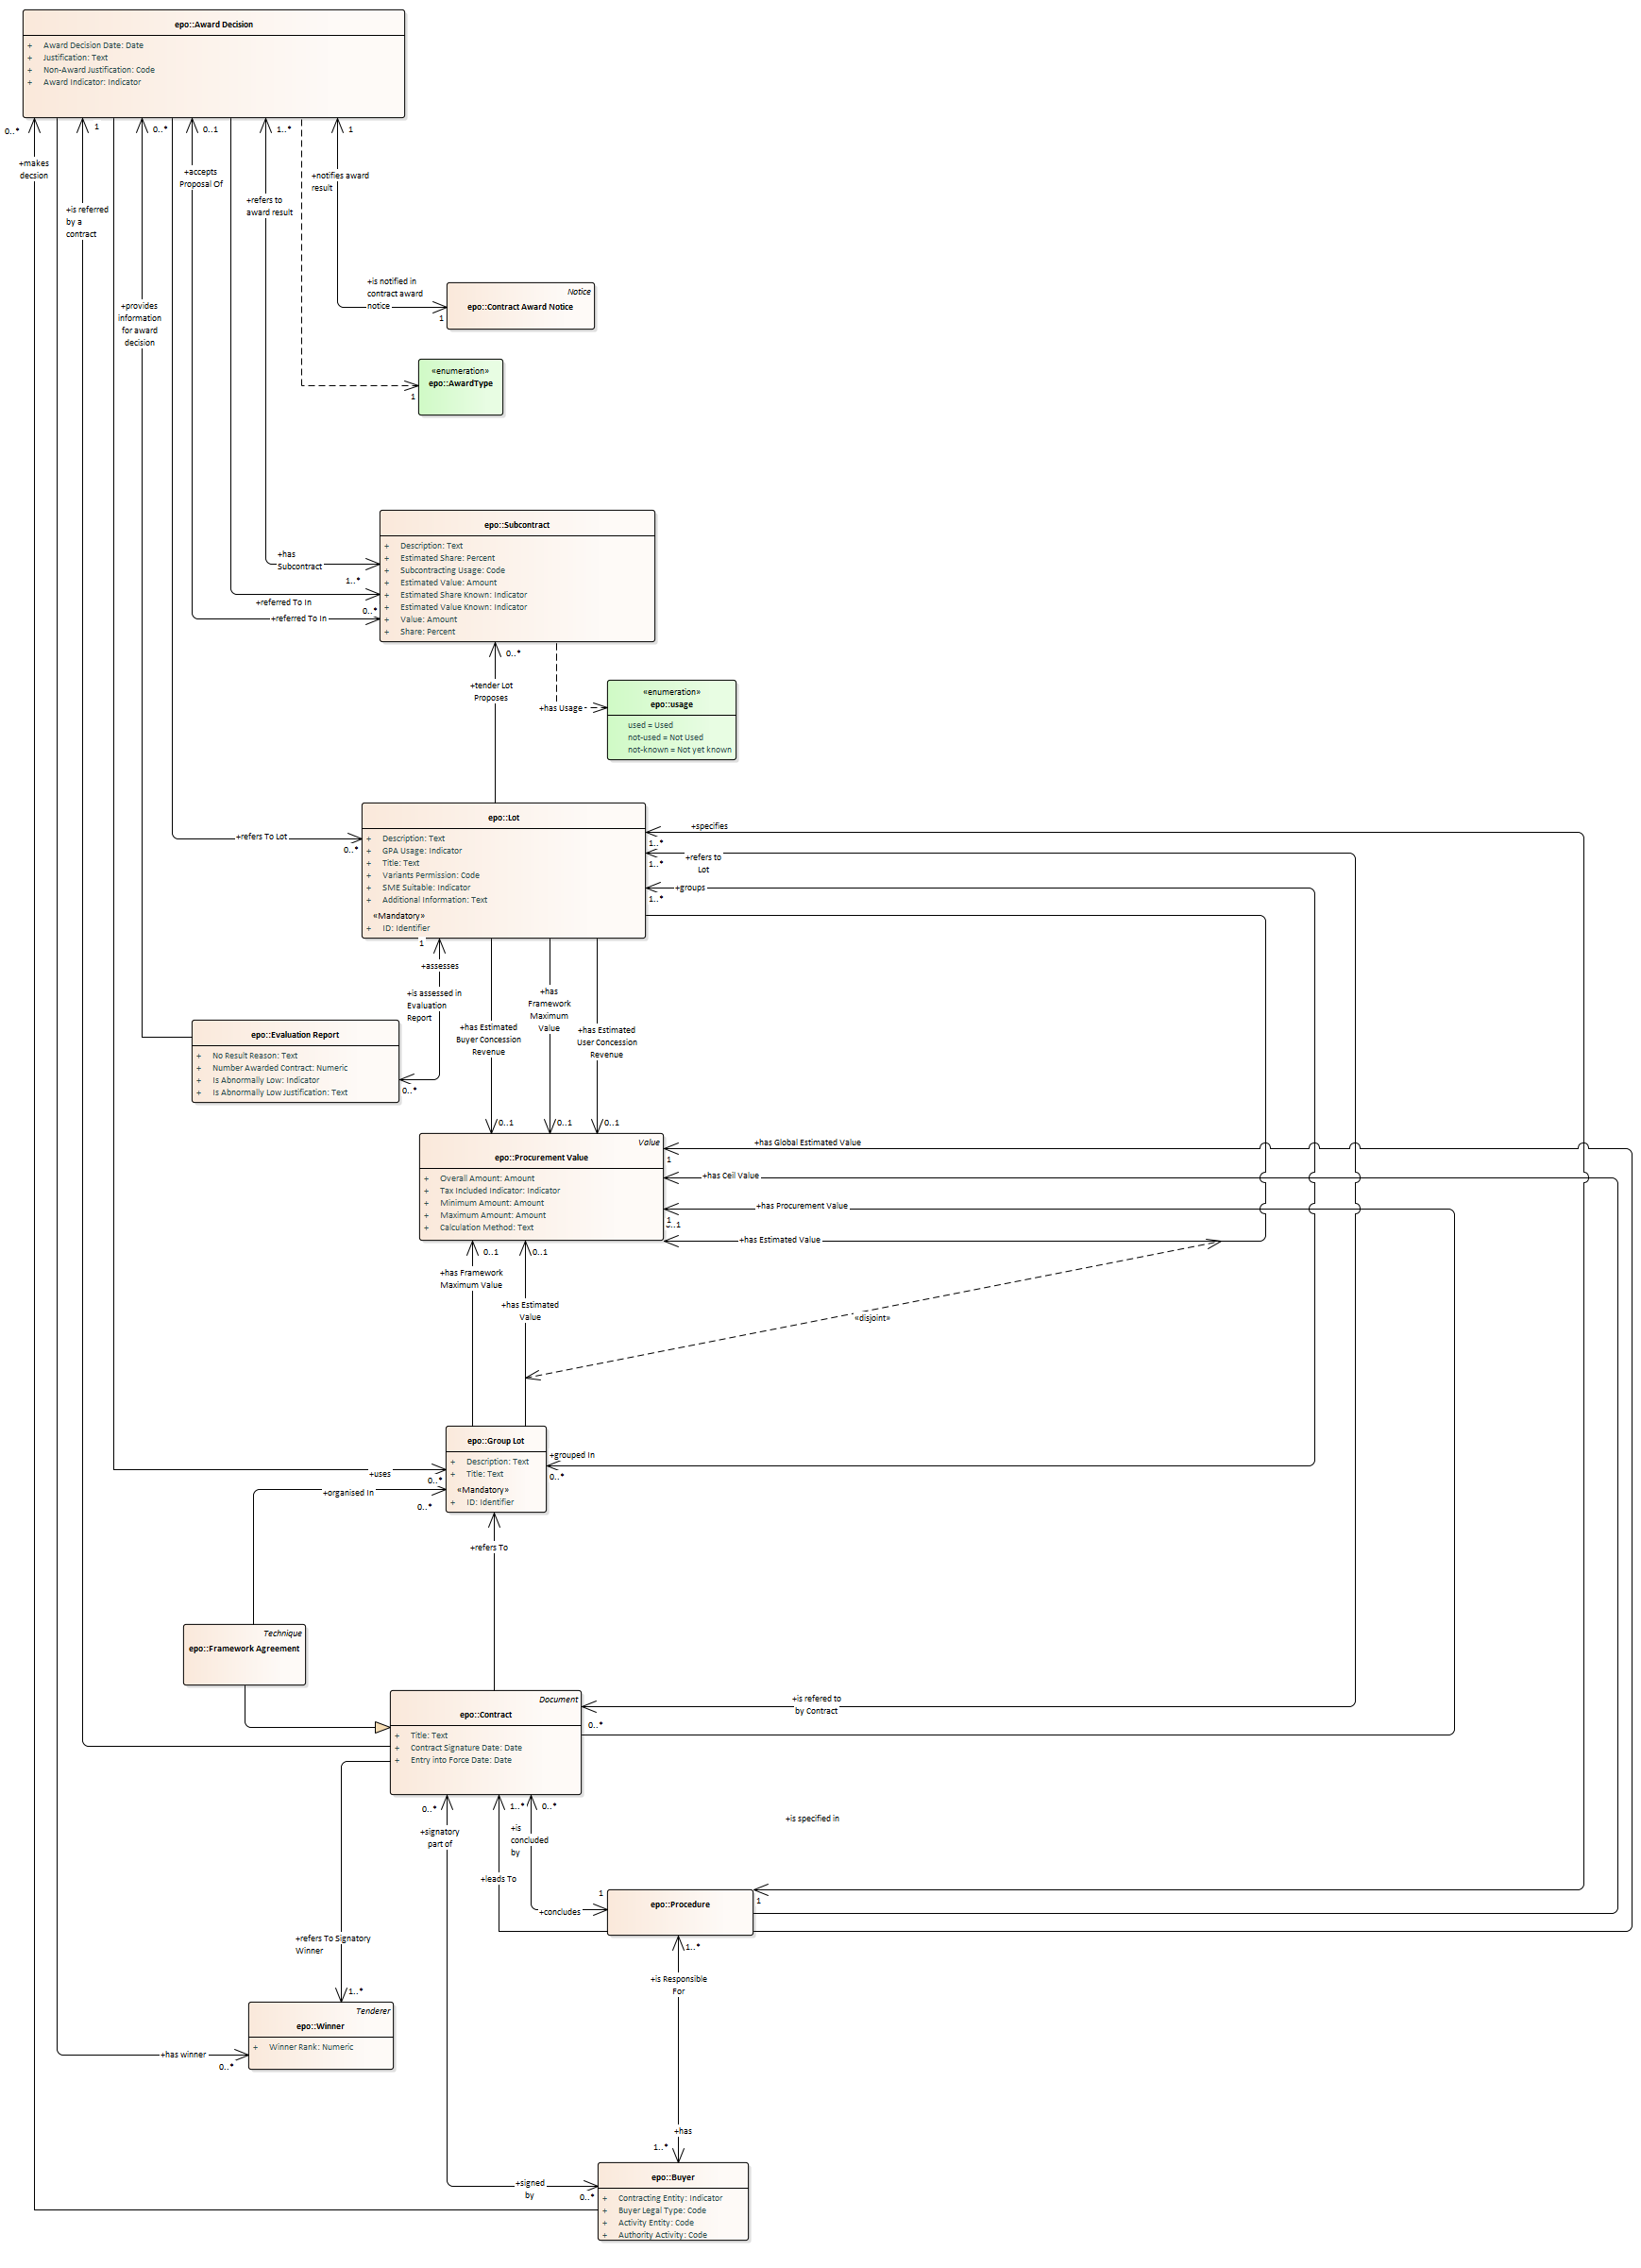 epo::Award Decision
+ Award Decision Date: Date
+ Justification: Text
+ Non-Award Justification: Code
+ Award Indicator: Indicator
0..*
1
0..*
0..1
1..*
1
+makes
decsion
+is referred
by a
contract
+accepts
Proposal Of
+refers to
award result
+notifies award
result
+provides
information
for award
decision
+is notified in
contract award
notice
1
Notice
epo::Contract Award Notice
«enumeration»
epo::AwardType
1
epo::Subcontract
+ Description: Text
+ Estimated Share: Percent
+ Subcontracting Usage: Code
+ Estimated Value: Amount
+ Estimated Share Known: Indicator
+ Estimated Value Known: Indicator
+ Value: Amount
+ Share: Percent
+has
Subcontract
1..*
+referred To In
0..*
+referred To In
0..*
+tender Lot
Proposes
+has Usage
«enumeration»
epo::usage
used = Used
not-used = Not Used
not-known = Not yet known
epo::Lot
+ Description: Text
+ GPA Usage: Indicator
+ Title: Text
+ Variants Permission: Code
+ SME Suitable: Indicator
+ Additional Information: Text
«Mandatory»
+ ID: Identifier
+refers To Lot
0..*
+specifies
1..*
+refers to
Lot
1..*
+groups
1..*
1
+assesses
+is assessed in
Evaluation
Report
0..*
epo::Evaluation Report
+ No Result Reason: Text
+ Number Awarded Contract: Numeric
+ Is Abnormally Low: Indicator
+ Is Abnormally Low Justification: Text
+has Estimated
Buyer Concession
Revenue
+has
Framework
Maximum
Value
+has Estimated
User Concession
Revenue
0..1
0..1
0..1
Value
epo::Procurement Value
+ Overall Amount: Amount
+ Tax Included Indicator: Indicator
+ Minimum Amount: Amount
+ Maximum Amount: Amount
+ Calculation Method: Text
+has Global Estimated Value
1
+has Ceil Value
+has Procurement Value
1
0..1
+has Estimated Value
0..1
0..1
+has Framework
Maximum Value
+has Estimated
Value
«disjoint»
epo::Group Lot
+ Description: Text
+ Title: Text
«Mandatory»
+ ID: Identifier
+grouped In
0..*
+uses
0..*
+organised In
0..*
+refers To
Technique
epo::Framework Agreement
Document
epo::Contract
+ Title: Text
+ Contract Signature Date: Date
+ Entry into Force Date: Date
+is refered to
by Contract
0..*
0..*
+signatory
part of
1..*
0..*
+is
concluded
by
+leads To
+is specified in
1
+concludes
epo::Procedure
1
+refers To Signatory
Winner
1..*
Tenderer
epo::Winner
+ Winner Rank: Numeric
+has winner
0..*
1..*
+is Responsible
For
+has
1..*
+signed
by
0..*
epo::Buyer
+ Contracting Entity: Indicator
+ Buyer Legal Type: Code
+ Activity Entity: Code
+ Authority Activity: Code